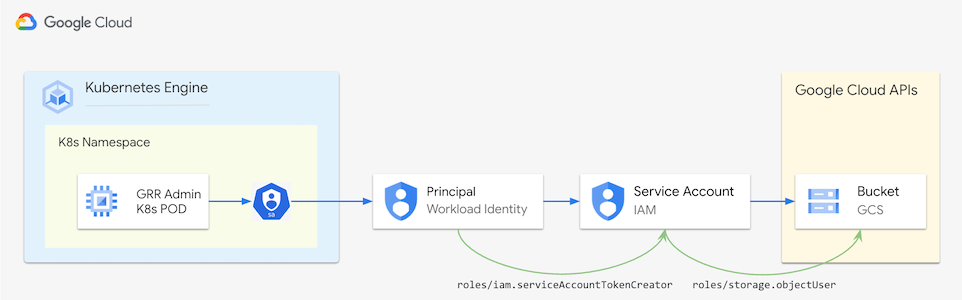 Google Cloud
Kubernetes Engine
K8s Namespace
GRR Admin
K8s POD
sa
Principal
Workload Identity
Service Account
IAM
Google Cloud APIs
Bucket
GCS
roles/iam.serviceAccountTokenCreator
roles/storage.objectUser